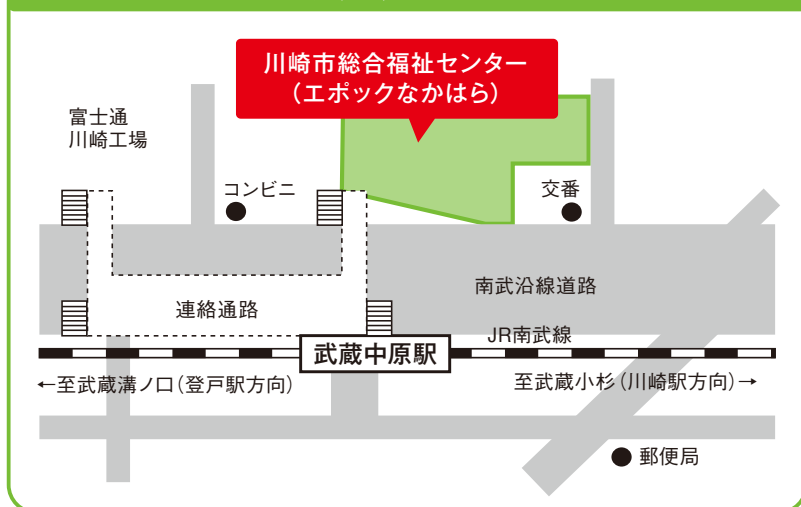 川崎市総合福祉センター
（エポックなかはら）
富士通
川崎工場
コンビニ
交番
南武沿線道路
連絡通路
JR南武線
武蔵中原駅
←至武蔵溝ノ口（登戸駅方向）
至武蔵小杉（川崎駅方向）→
郵便局